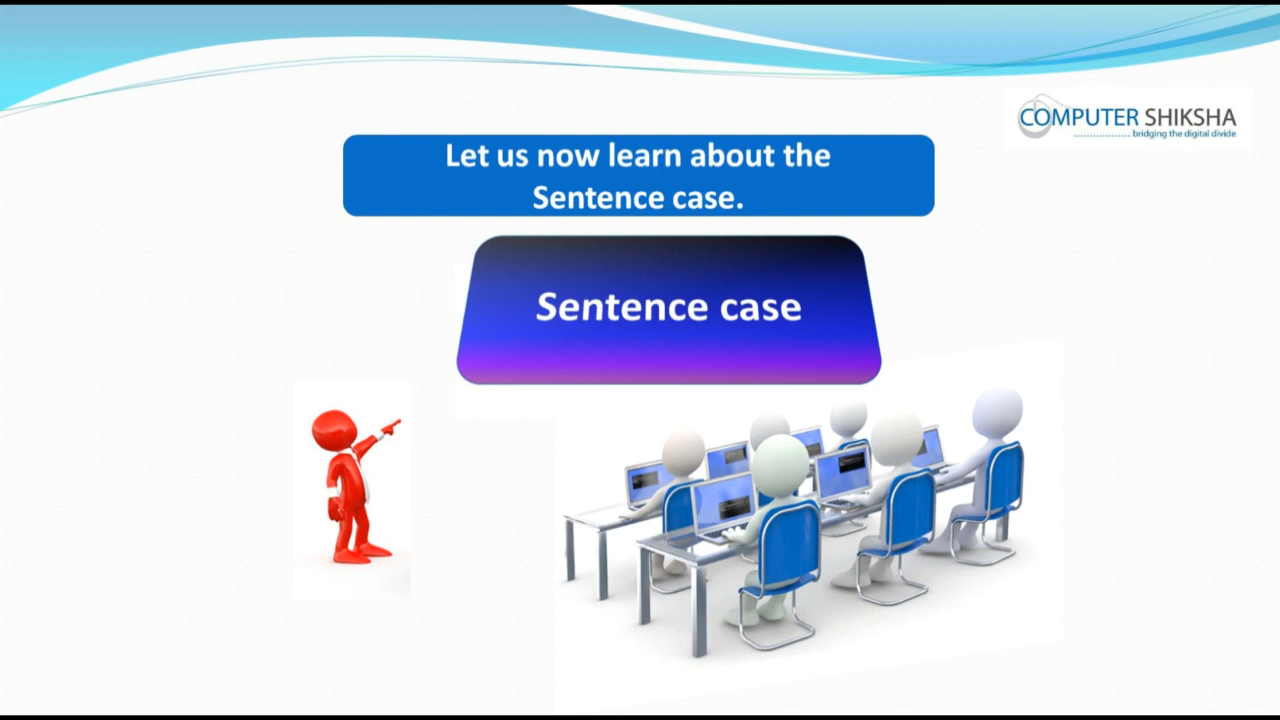 COMPUTER SHIKSHA
bridging the digital divide
Let us now learn about the
Sentence case.
Sentence case